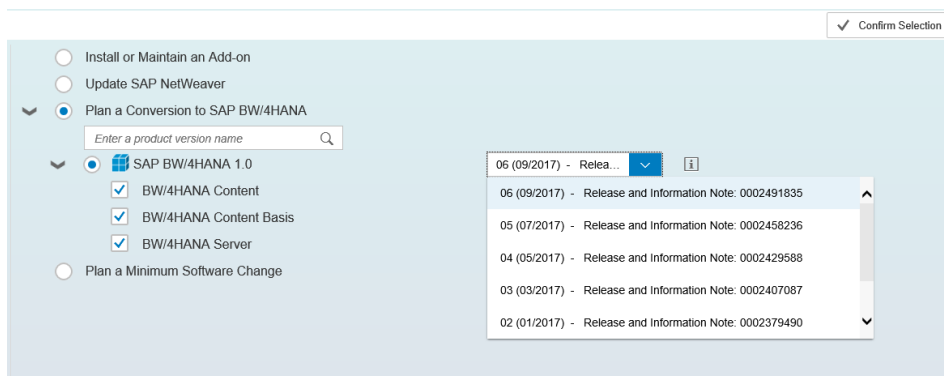 Confirm Selection
Install or Maintain an Add-on
Update SAP NetWeaver
Plan a Conversion to SAP BW/4HANA
Enter a product version name
SAP BW/4HANA 1.0
06 (09/2017) - Relea...
BW/4HANA Content
06 (09/2017) - Release and Information Note: 0002491835
BW/4HANA Content Basis
05 (07/2017) - Release and Information Note: 0002458236
BW/4HANA Server
04 (05/2017) - Release and Information Note: 0002429588
Plan a Minimum Software Change
03 (03/2017) - Release and Information Note: 0002407087
02 (01/2017) - Release and Information Note: 0002379490